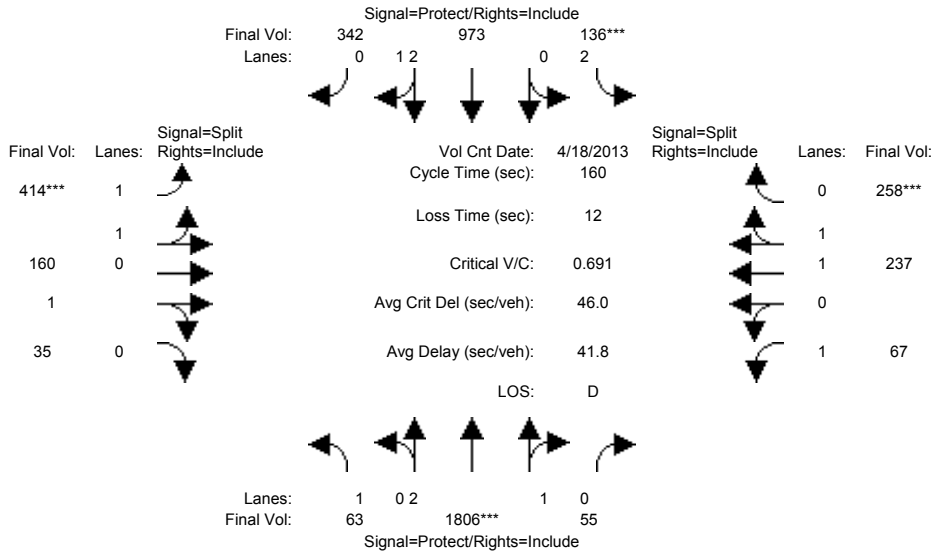 Signal=Protect/Rights=Include
Final Vol: 342 973 136***
Lanes: 0 1 2 0 2
Signal=Split
Final Vol: Lanes: Rights=Include
Vol Cnt Date: 4/18/2013
Signal=Split
Rights=Include Lanes: Final Vol:
Cycle Time (sec): 160
414*** 1
0 258***
Loss Time (sec): 12
1
1
160 0
Critical V/C: 0.691
1 237
1
Avg Crit Del (sec/veh): 46.0
0
35 0
Avg Delay (sec/veh): 41.8
1 67
LOS: D
Lanes: 1 0 2 1 0
Final Vol: 63 1806*** 55
Signal=Protect/Rights=Include